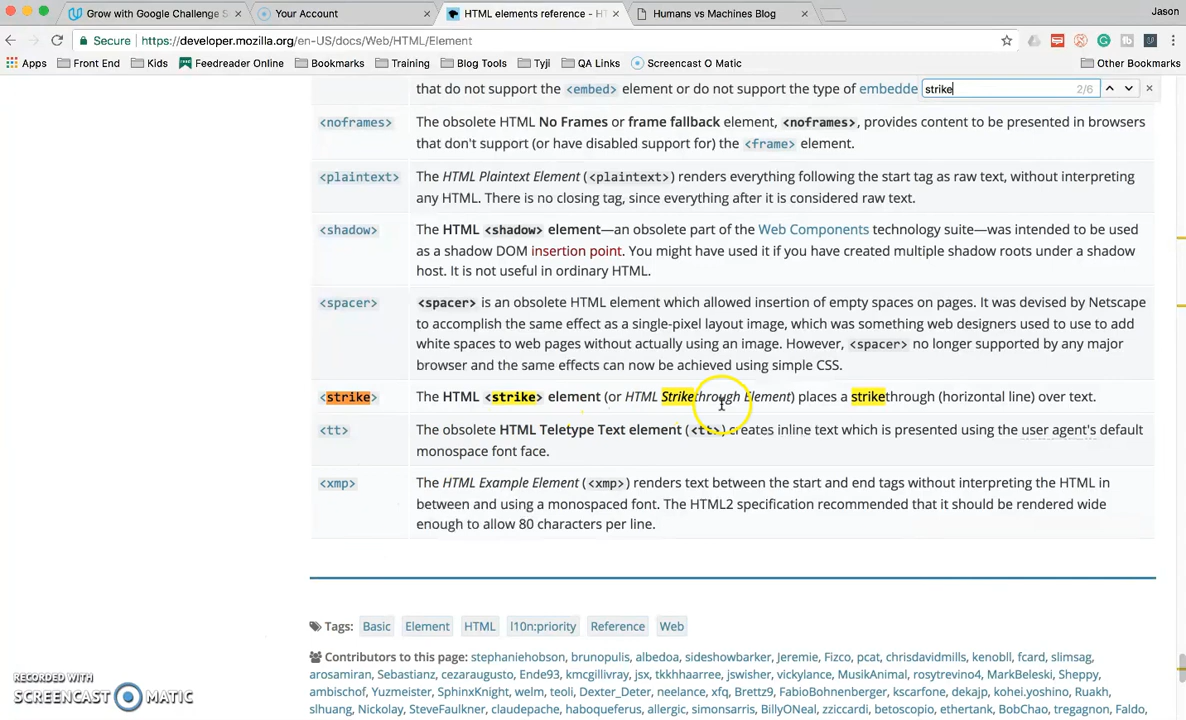 Grow with Google Challenge S
Your Account
HTML elements reference - HT
Humans vs Machines Blog
Jason
Secure
https://developer.mozilla.org/en-US/docs/Web/HTML/Element
Apps Front End Kids Feedreader Online Bookmarks Training Blog Tools Tyji QA Links Screencast O Matic Other Bookmarks
that do not support the <embed> element or do not support the type of embedde
strike 2/6
<noframes> The obsolete HTML No Frames or frame fallback element, <noframes>, provides content to be presented in browsers
that don't support (or have disabled support for) the <frame> element.
<plaintext> The HTML Plaintext Element (<plaintext>) renders everything following the start tag as raw text, without interpreting
any HTML. There is no closing tag, since everything after it is considered raw text.
<shadow> The HTML <shadow> element—an obsolete part of the Web Components technology suite—was intended to be used
as a shadow DOM insertion point. You might have used it if you have created multiple shadow roots under a shadow
host. It is not useful in ordinary HTML.
<spacer> <spacer> is an obsolete HTML element which allowed insertion of empty spaces on pages. It was devised by Netscape
to accomplish the same effect as a single-pixel layout image, which was something web designers used to use to add
white spaces to web pages without actually using an image. However, <spacer> no longer supported by any major
browser and the same effects can now be achieved using simple CSS.
<strike> The HTML <strike> element (or HTML Strikethrough Element) places a strikethrough (horizontal line) over text.
<tt> The obsolete HTML Teletype Text element (<tt>) creates inline text which is presented using the user agent's default
monospace font face.
<xmp> The HTML Example Element (<xmp>) renders text between the start and end tags without interpreting the HTML in
between and using a monospaced font. The HTML2 specification recommended that it should be rendered wide
enough to allow 80 characters per line.
Tags: Basic Element HTML l10n:priority Reference Web
Contributors to this page: stephaniehobson, brunopulis, albedoa, sideshowbarker, Jeremie, Fizco, pcat, chrisdavidmills, kenobll, fcard, slimsag,
arosamiran, Sebastianz, cezaraugusto, Ende93, kmcgillivray, jsx, tkkhhaarree, jswisher, vickylance, MusikAnimal, rosytrevino4, MarkBeleski, Sheppy,
ambischof, Yuzmeister, SphinxKnight, welm, teoli, Dexter_Deter, neelance, xfq, Brettz9, FabioBohnenberger, kscarfone, dekajp, kohei.yoshino, Ruakh,
slhuang, Nickolay, SteveFaulkner, claudepache, haboqueferus, allergic, simonsarris, BillyONeal, zziccardi, betoscopio, ethertank, BobChao, tregagnon, Faldo,
RECORDED WITH
SCREENCAST MATIC